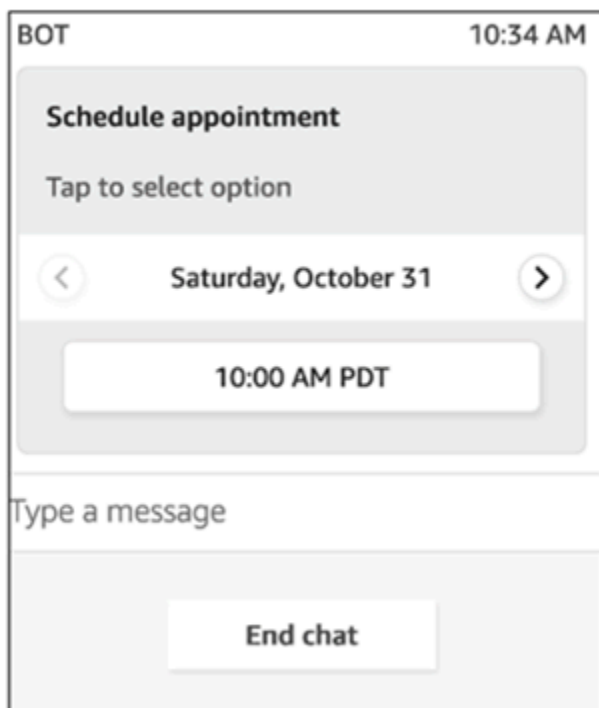 BOT 10:34 AM
Schedule appointment
Tap to select option
Saturday, October 31
10:00 AM PDT
Type a message
End chat